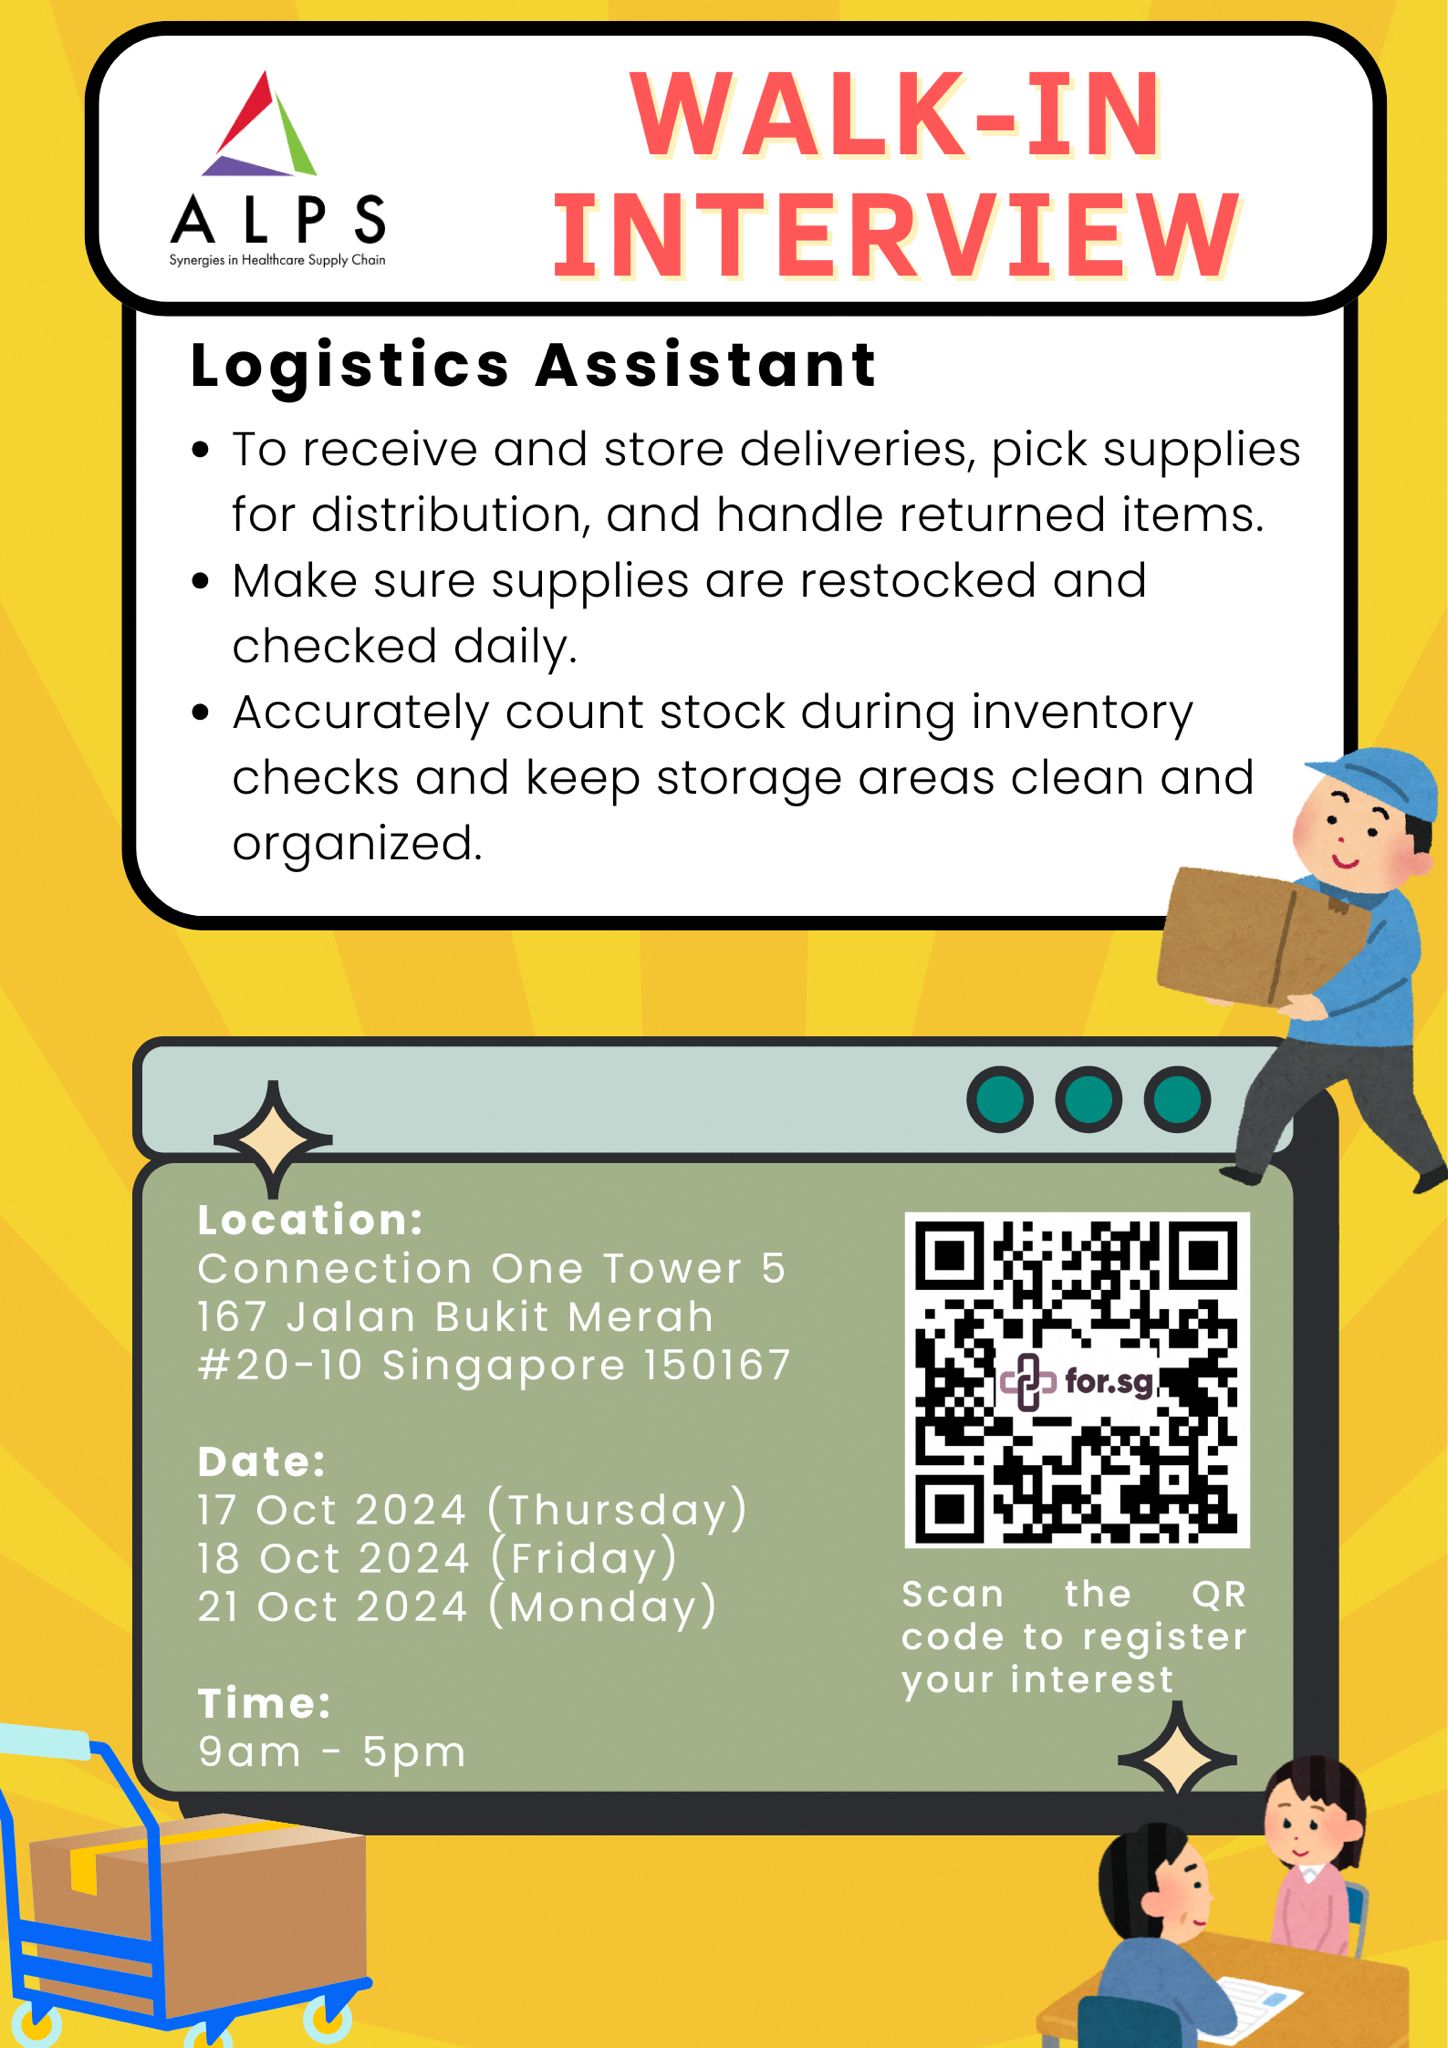 ALPS
Synergies in Healthcare Supply Chain
WALK-IN
INTERVIEW
Logistics Assistant
• To receive and store deliveries, pick supplies
for distribution, and handle returned items.
• Make sure supplies are restocked and
checked daily.
• Accurately count stock during inventory
checks and keep storage areas clean and
organized.
Location:
Connection One Tower 5
167 Jalan Bukit Merah
#20-10 Singapore 150167
Date:
17 Oct 2024 (Thursday)
18 Oct 2024 (Friday)
21 Oct 2024 (Monday)
Time:
9am - 5pm
for.sg
Scan the QR
code to register
your interest